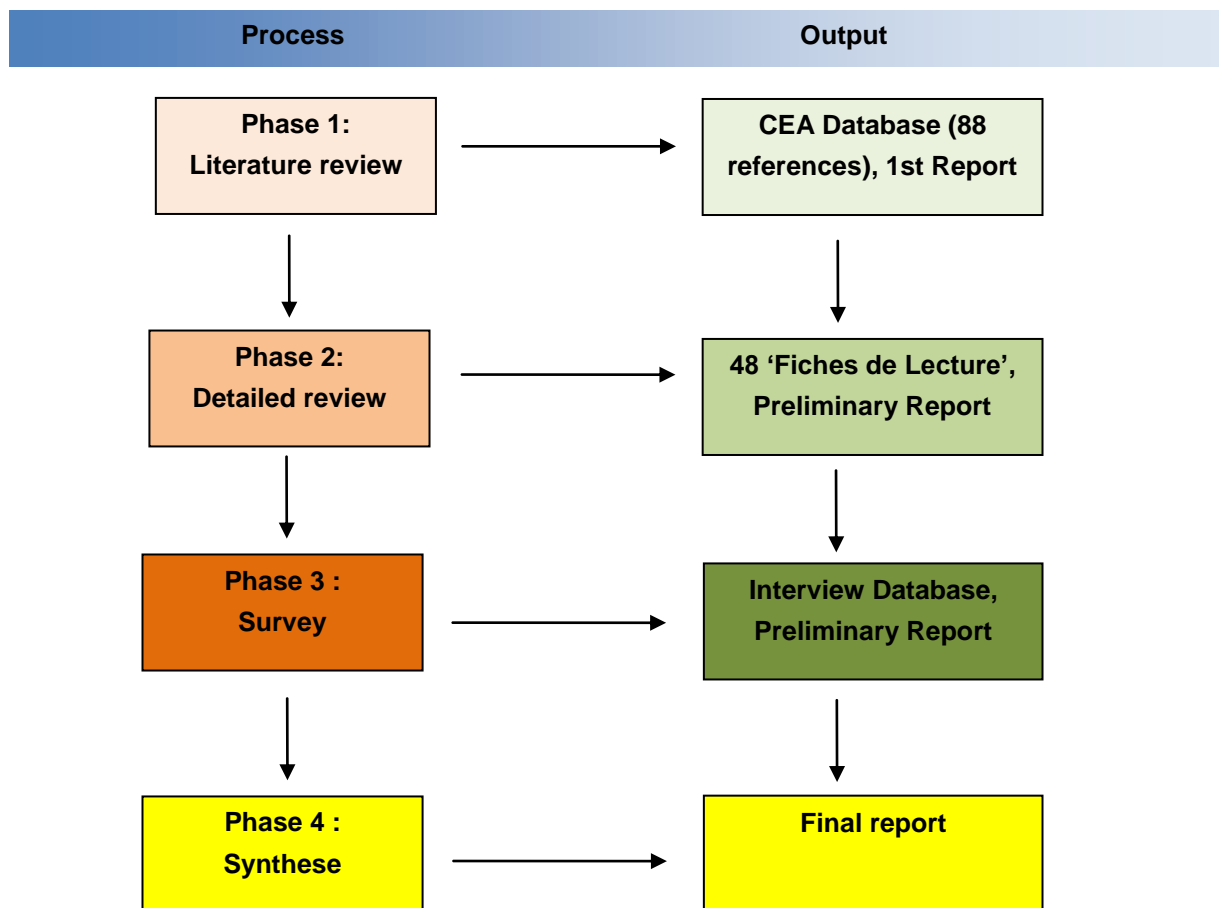 Process
Output
Phase 1:
Literature review
CEA Database (88
references), 1st Report
Phase 2:
Detailed review
48 ‘Fiches de Lecture’,
Preliminary Report
Phase 3 :
Survey
Interview Database,
Preliminary Report
Phase 4 :
Synthese
Final report